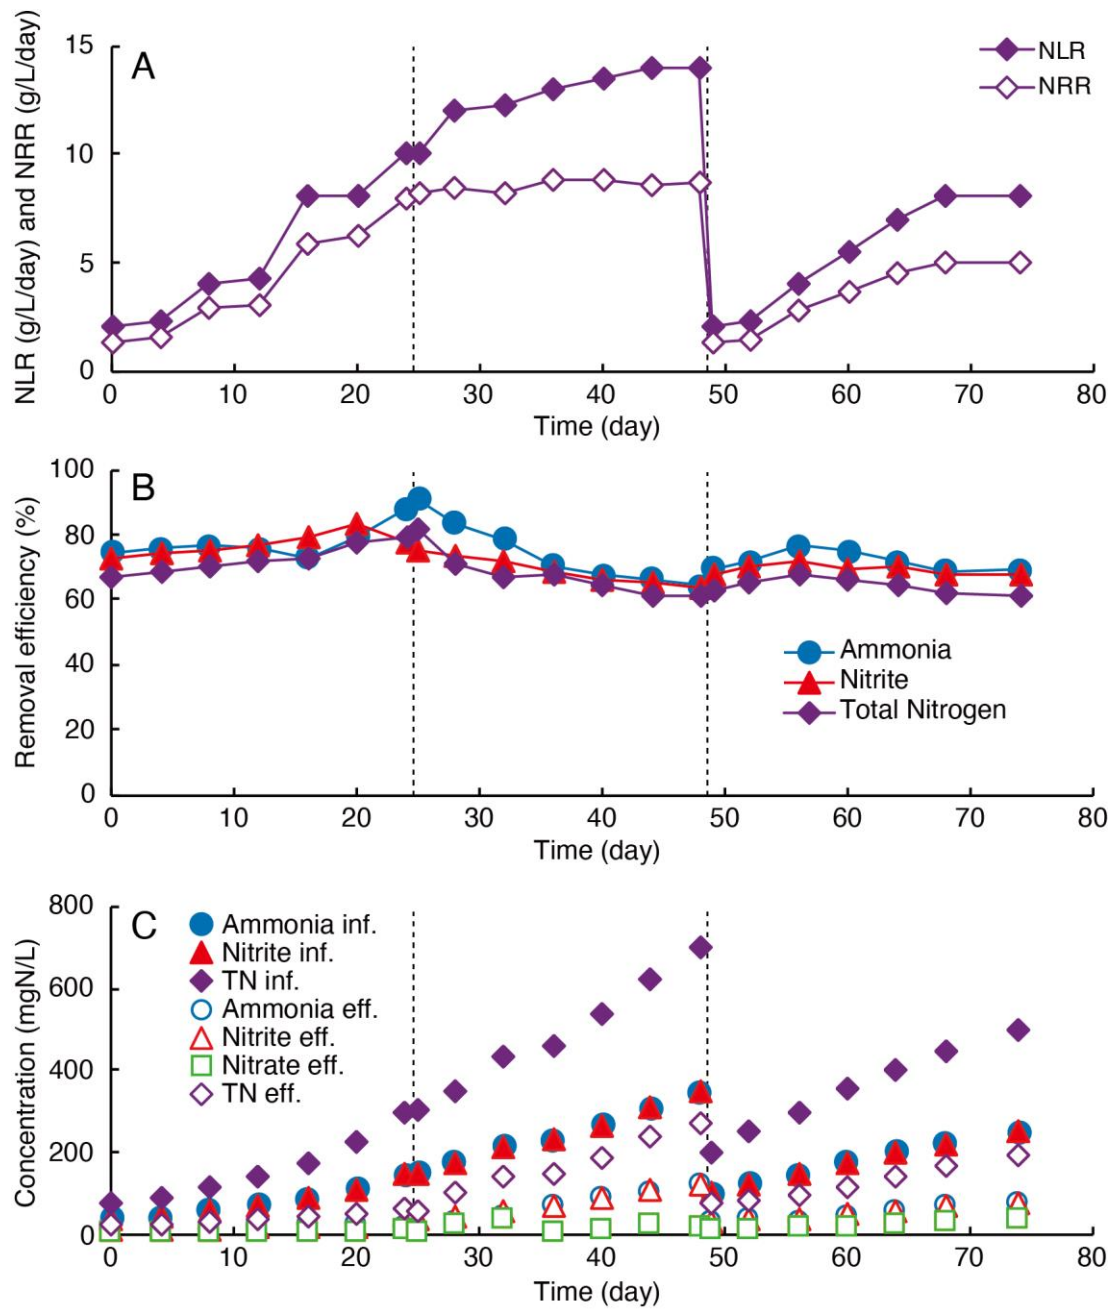 A
NLR (g/L/day) and NRR (g/L/day)
15
10
5
0
NLR
NRR
0 10 20 30 40 50 60 70 80
Time (day)
B
Removal efficiency (%)
100
80
60
40
20
0
Ammonia
Nitrite
Total Nitrogen
0 10 20 30 40 50 60 70 80
Time (day)
C
Concentration (mgN/L)
800
600
400
200
0
Ammonia inf.
Nitrite inf.
TN inf.
Ammonia eff.
Nitrite eff.
Nitrate eff.
TN eff.
0 10 20 30 40 50 60 70 80
Time (day)